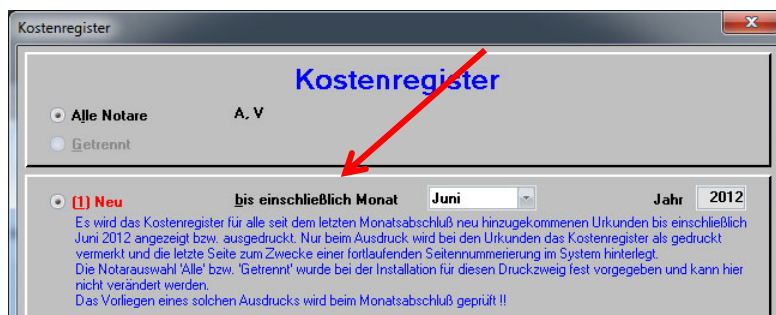 Kostenregister
Kostenregister
Alle Notare A, V
Getrennt
(1) Neu bis einschließlich Monat Juni Jahr 2012
Es wird das Kostenregister für alle seit dem letzten Monatsabschluß neu hinzugekommenen Urkunden bis einschließlich
Juni 2012 angezeigt bzw. ausgedruckt. Nur beim Ausdruck wird bei den Urkunden das Kostenregister als gedruckt
vermerkt und die letzte Seite zum Zwecke einer fortlaufenden Seitennummerierung im System hinterlegt.
Die Notarauswahl 'Alle' bzw. 'Getrennt' wurde bei der Installation für diesen Druckzweig fest vorgegeben und kann hier
nicht verändert werden.
Das Vorliegen eines solchen Ausdrucks wird beim Monatsabschluß geprüft !!